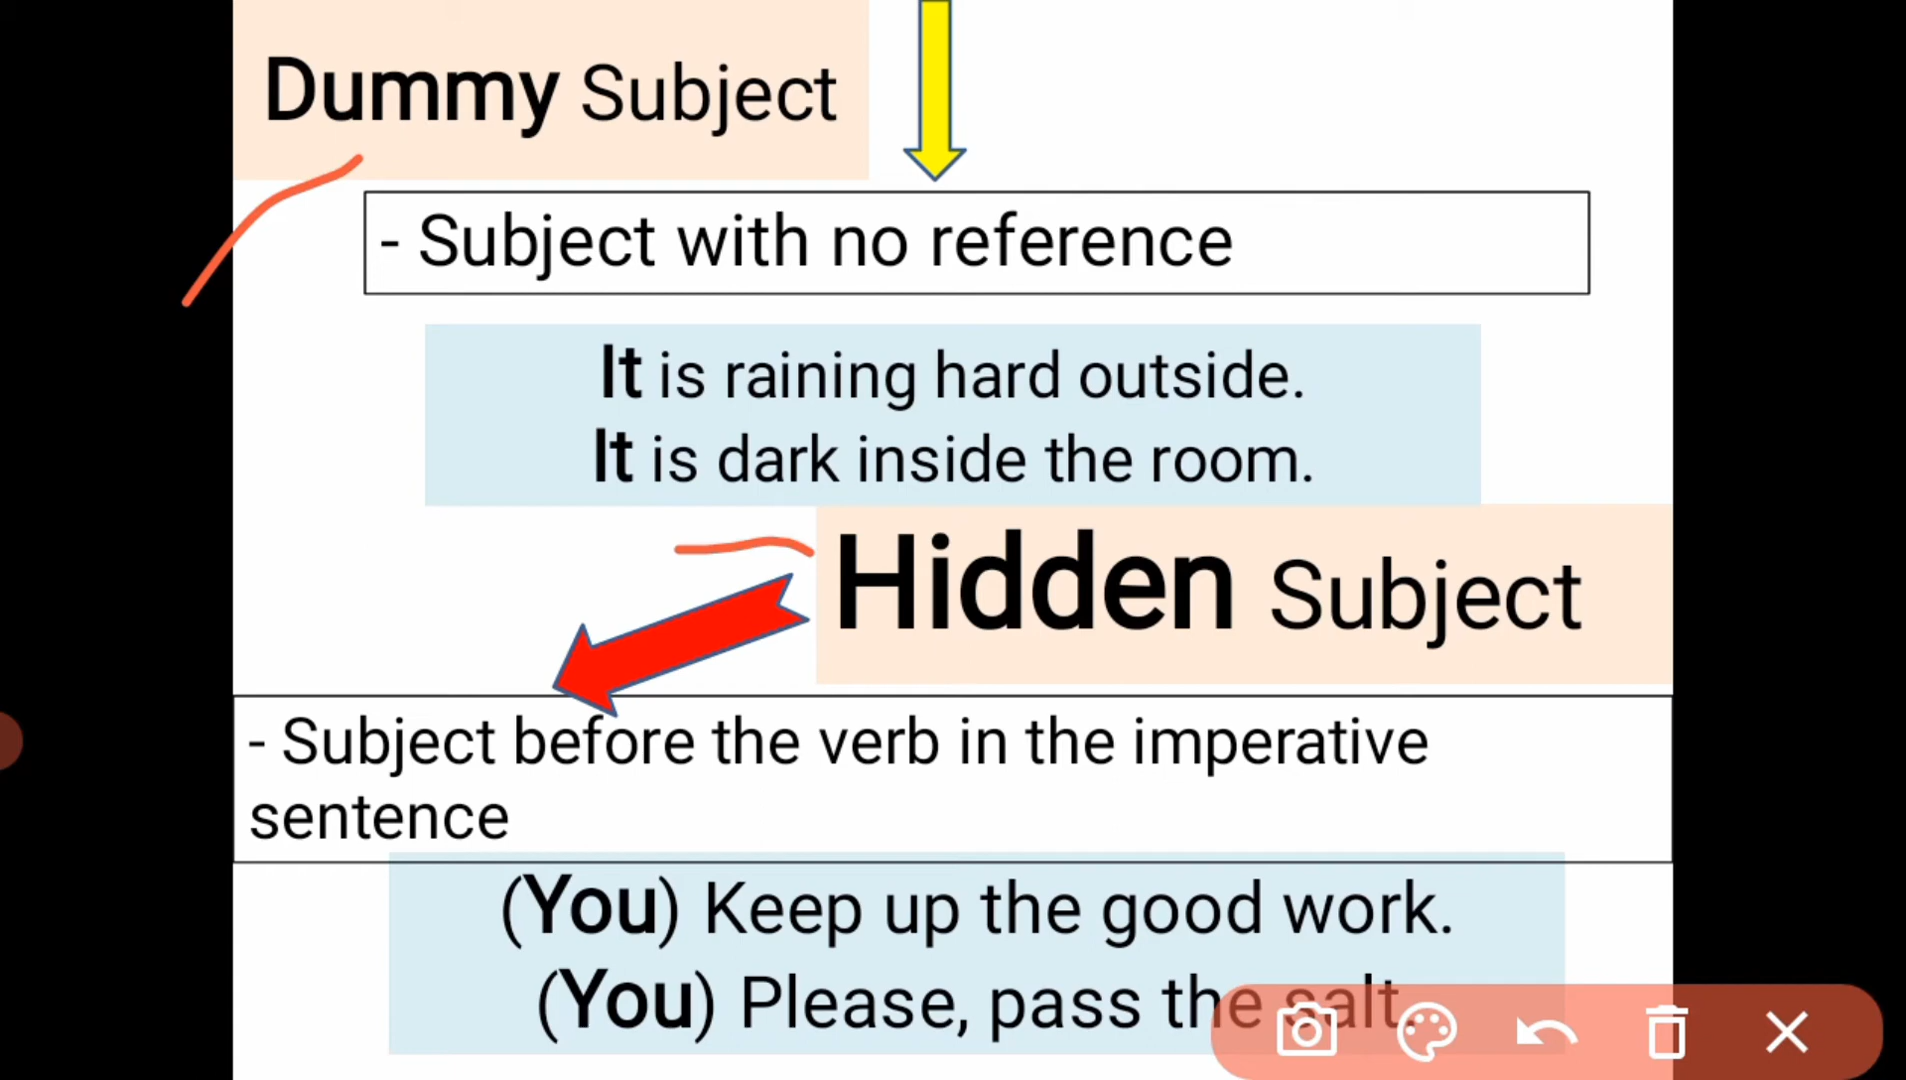 Dummy Subject
- Subject with no reference
It is raining hard outside.
It is dark inside the room.
Hidden Subject
- Subject before the verb in the imperative
sentence
(You) Keep up the good work.
(You) Please, pass the salt.